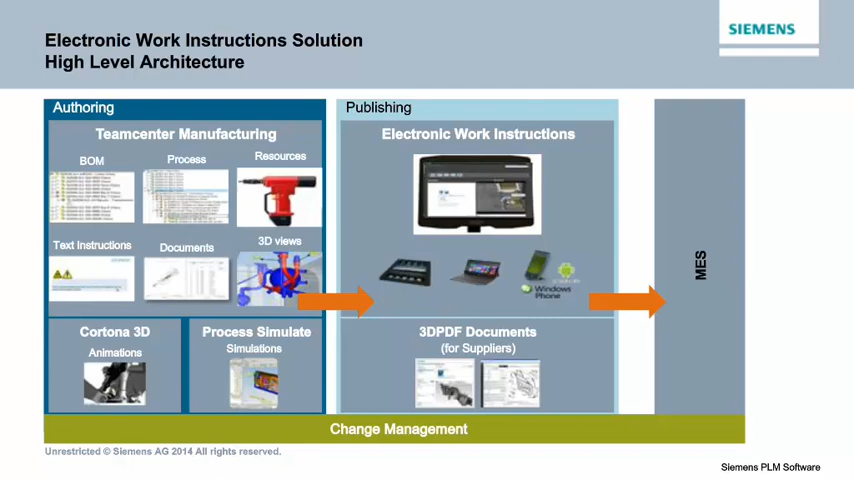 Electronic Work Instructions Solution
High Level Architecture
SIEMENS
Authoring
Teamcenter Manufacturing
BOM
Process
Resources
Text Instructions
Documents
3D views
Cortona 3D
Animations
Process Simulate
Simulations
Publishing
Electronic Work Instructions
Windows
Phone
3DPDF Documents
(for Suppliers)
MES
Change Management
Unrestricted © Siemens AG 2014 All rights reserved.
Siemens PLM Software